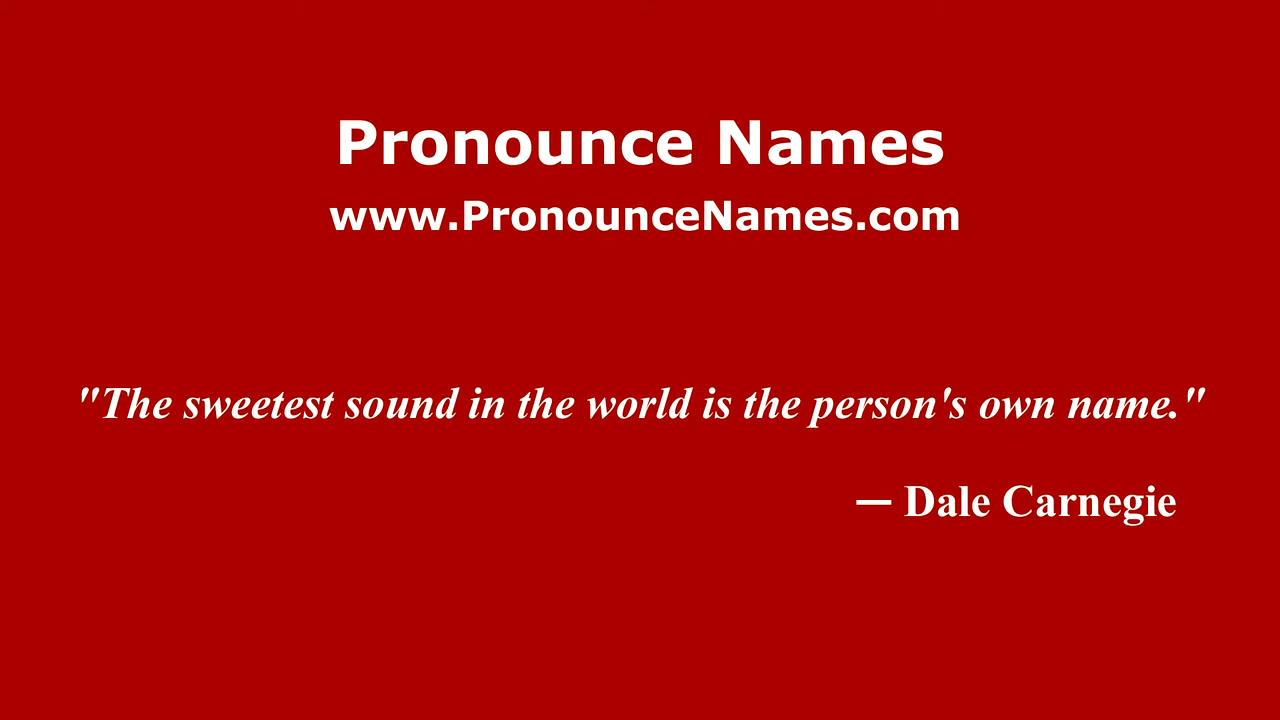 Pronounce Names
www.PronounceNames.com
"The sweetest sound in the world is the person's own name."
— Dale Carnegie